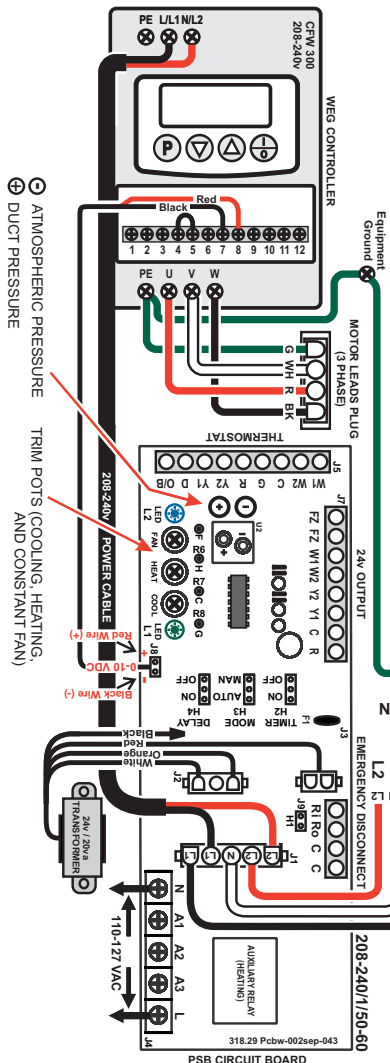 PE L/L1 N/L2
CFW 300
208-240v
WEG CONTROLLER
P
I
0
Red
Black
1 2 3 4 5 6 7 8 9 10 11 12
PE U V W
Equipment
Ground
MOTOR LEADS PLUG
(3 PHASE)
G
WH
R
BK
ATMOSPHERIC PRESSURE
DUCT PRESSURE
TRIM POTS (COOLING, HEATING,
AND CONSTANT FAN)
208-240v POWER CABLE
THERMOSTAT
O/B D Y1 Y2 R G C W2 W1
J5
J7
FZ FZ W1 W2 Y2 Y1 C R
24v OUTPUT
U2
LED
L2
FAN
HEAT
COOL
LED
L1
F
R6
H
R7
C
R8
G
J8
Red Wire (+)
0-10 VDC
Black Wire (-)
+
-
OFF ON
H4
DELAY
MAN AUTO
H3
MODE
OFF ON
H2
TIMER
F1
J3
N
EMERGENCY DISCONNECT
L2
L2
Black
Red
Orange
White
J2
J9
H1
Ri Ro C C
L1 L1 N L2 L2
J1
24v / 20va
TRANSFORMER
N A1 A2 A3 L
110-127 VAC
J4
AUXILIARY RELAY
(HEATING)
208-240/1/50-60
318.29 Pcbw-002sep-043
PSB CIRCUIT BOARD